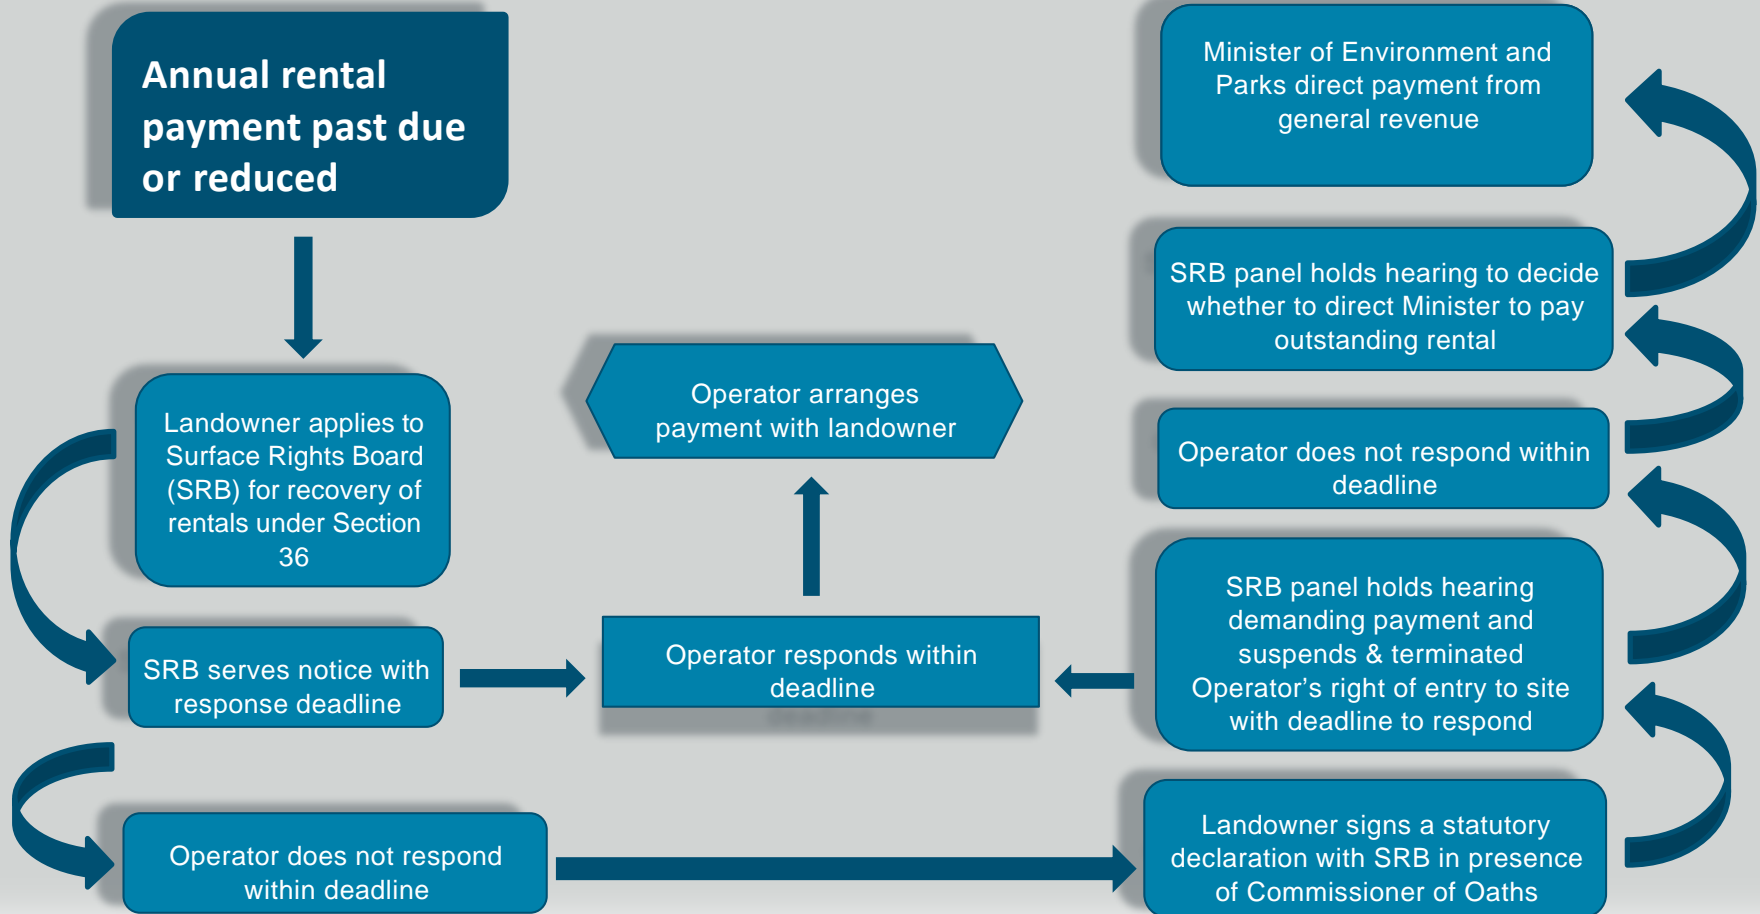 Annual rental
payment past due
or reduced
Landowner applies to
Surface Rights Board
(SRB) for recovery of
rentals under Section
36
SRB serves notice with
response deadline
Operator does not respond
within deadline
Operator arranges
payment with landowner
Operator responds within
deadline
Minister of Environment and
Parks direct payment from
general revenue
SRB panel holds hearing to decide
whether to direct Minister to pay
outstanding rental
Operator does not respond within
deadline
SRB panel holds hearing
demanding payment and
suspends & terminated
Operator’s right of entry to site
with deadline to respond
Landowner signs a statutory
declaration with SRB in presence
of Commissioner of Oaths